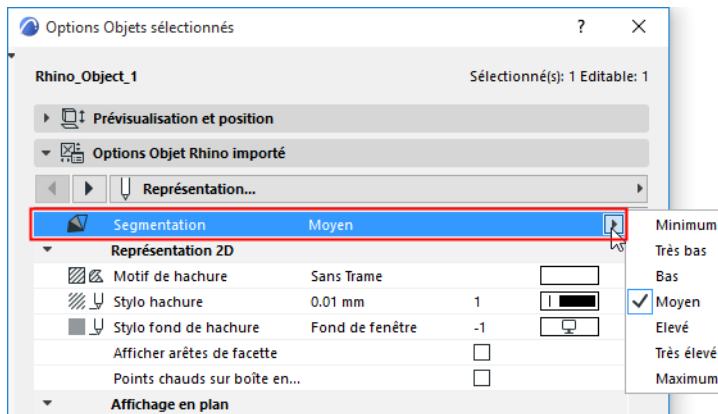 Options Objets sélectionnés ?
Rhino_Object_1 Sélectionné(s): 1 Editable: 1
Prévisualisation et position
Options Objet Rhino importé
Représentation...
Segmentation Moyen
Représentation 2D
Motif de hachure Sans Trame
Stylo hachure 0.01 mm 1
Stylo fond de hachure Fond de fenêtre -1
Afficher arêtes de facette
Points chauds sur boîte en...
Affichage en plan
Minimum
Très bas
Bas
Moyen
Elevé
Très élevé
Maximum